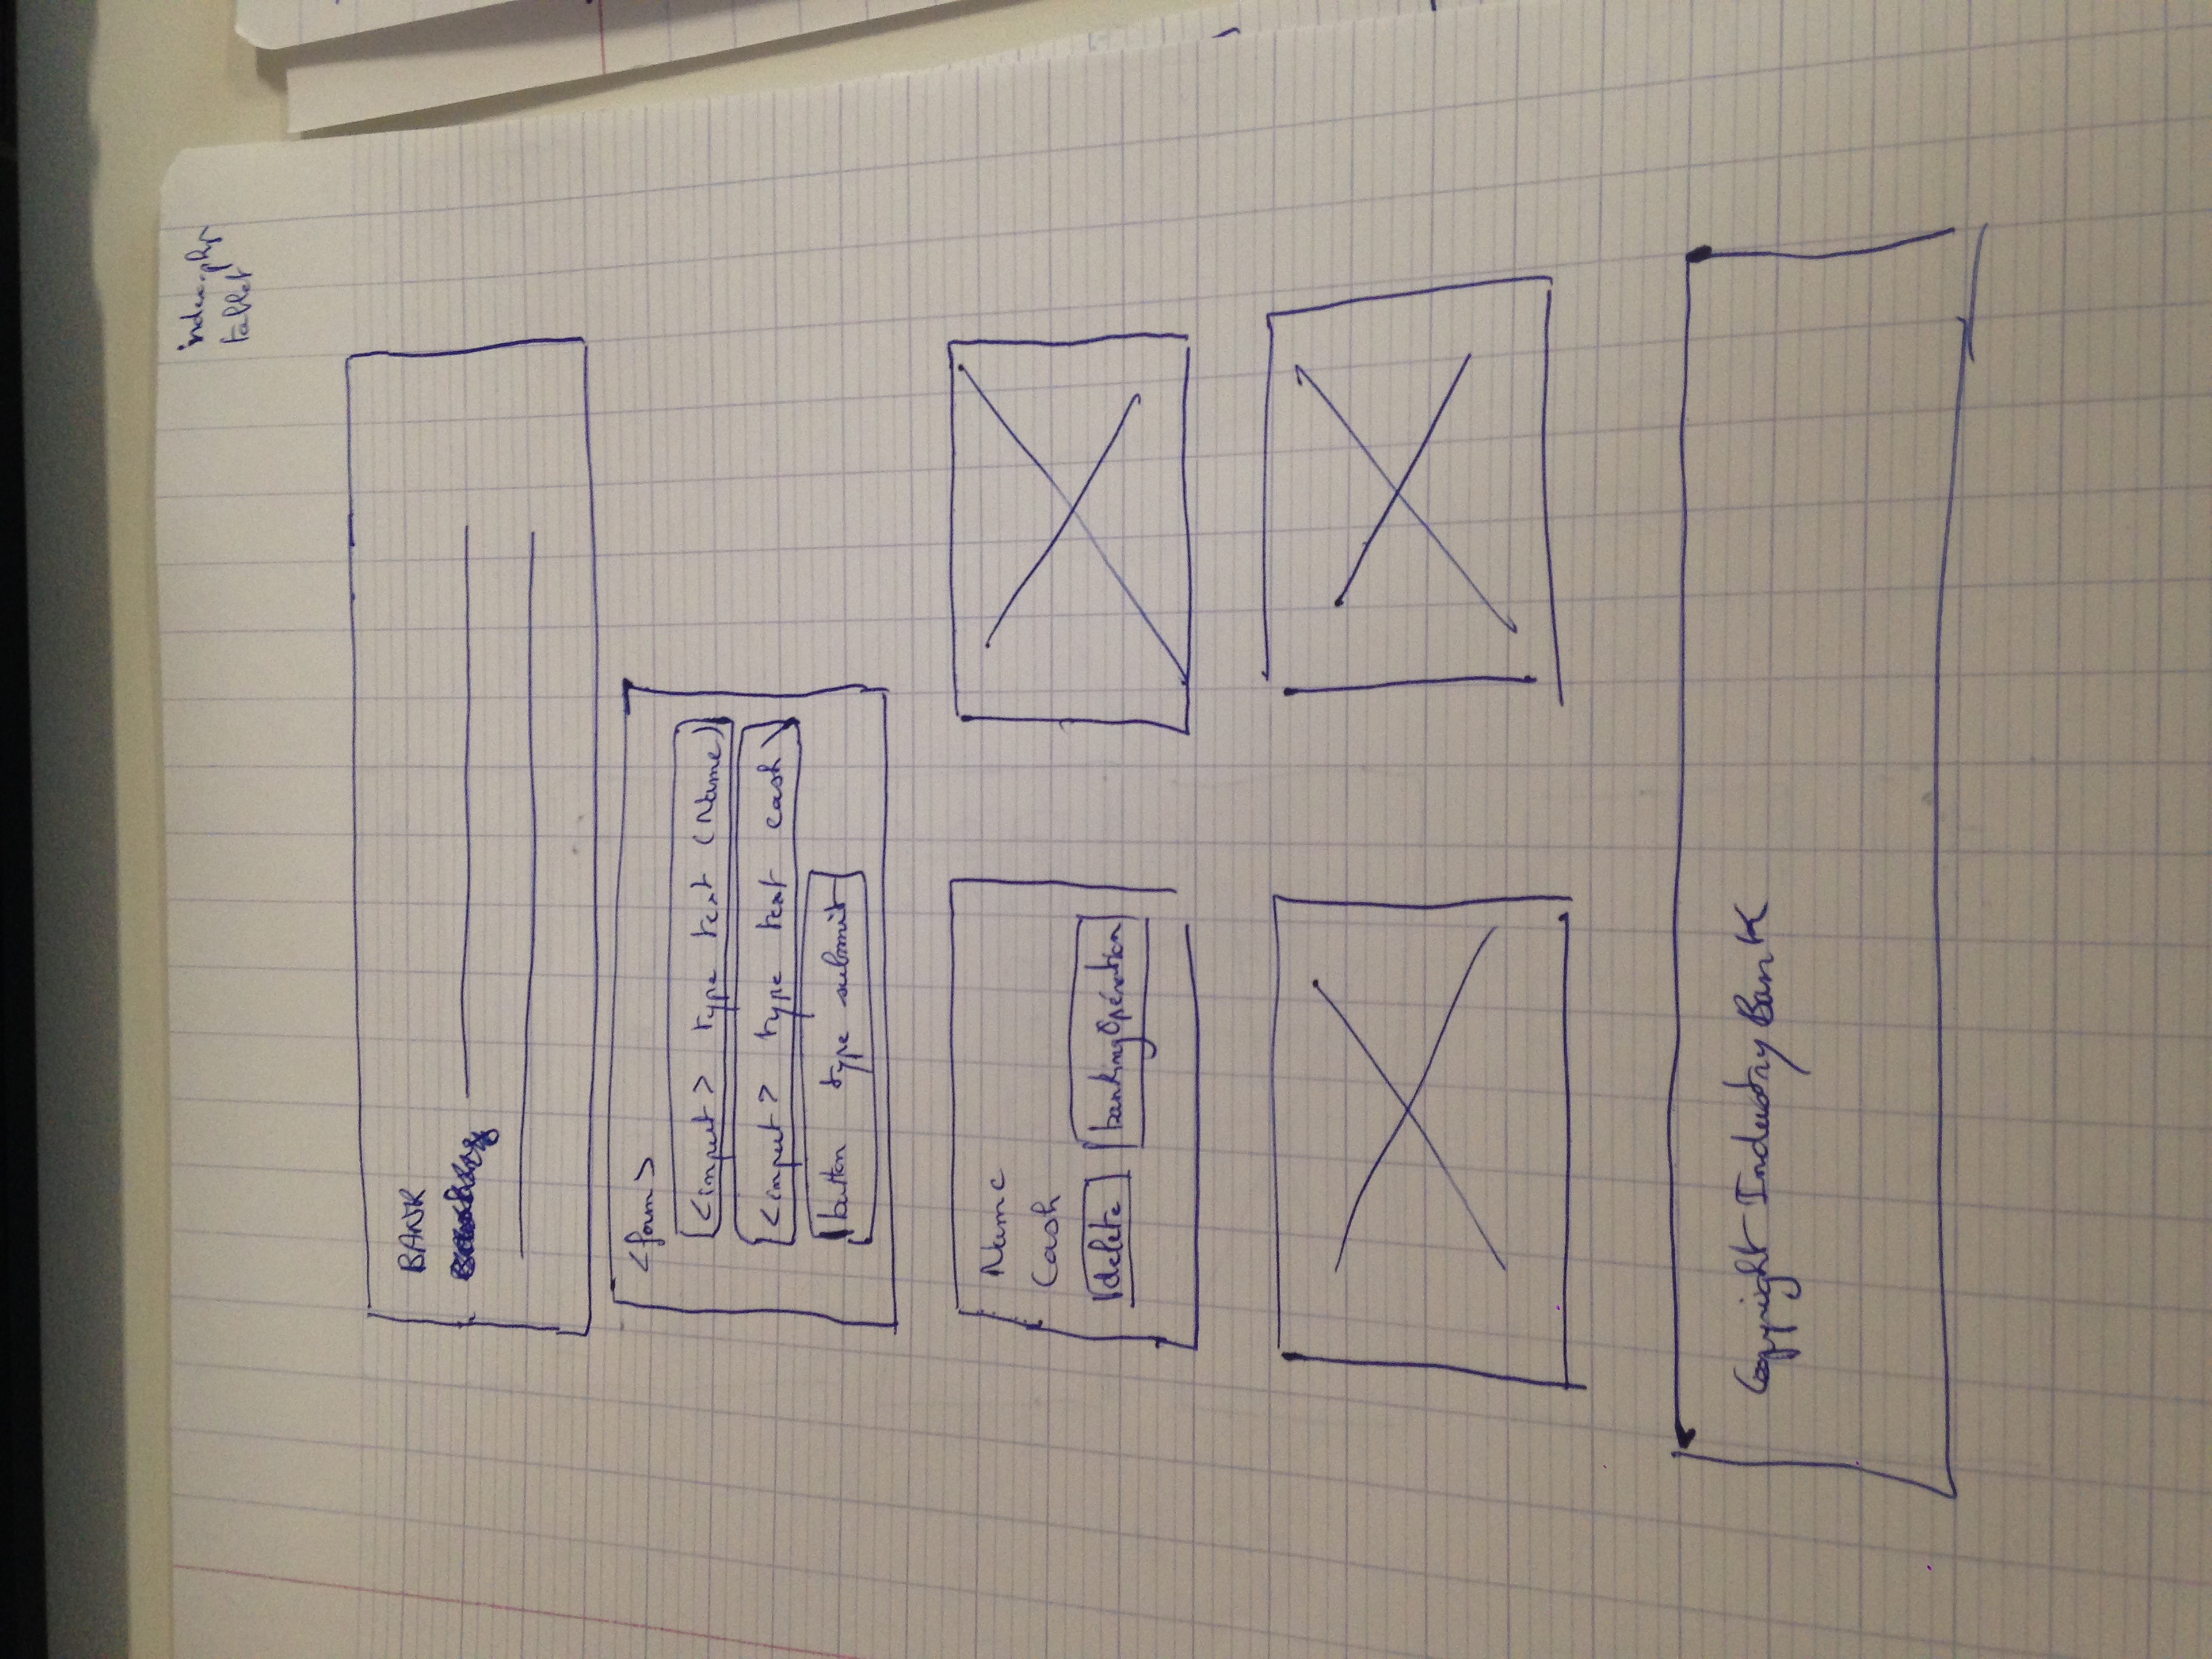 index.php
tablet
BANK
<form>
<input> type text (Name)
<input> type text cash
button type submit
Name
Cash
delete bankingOpération
Copyright Industry Bank